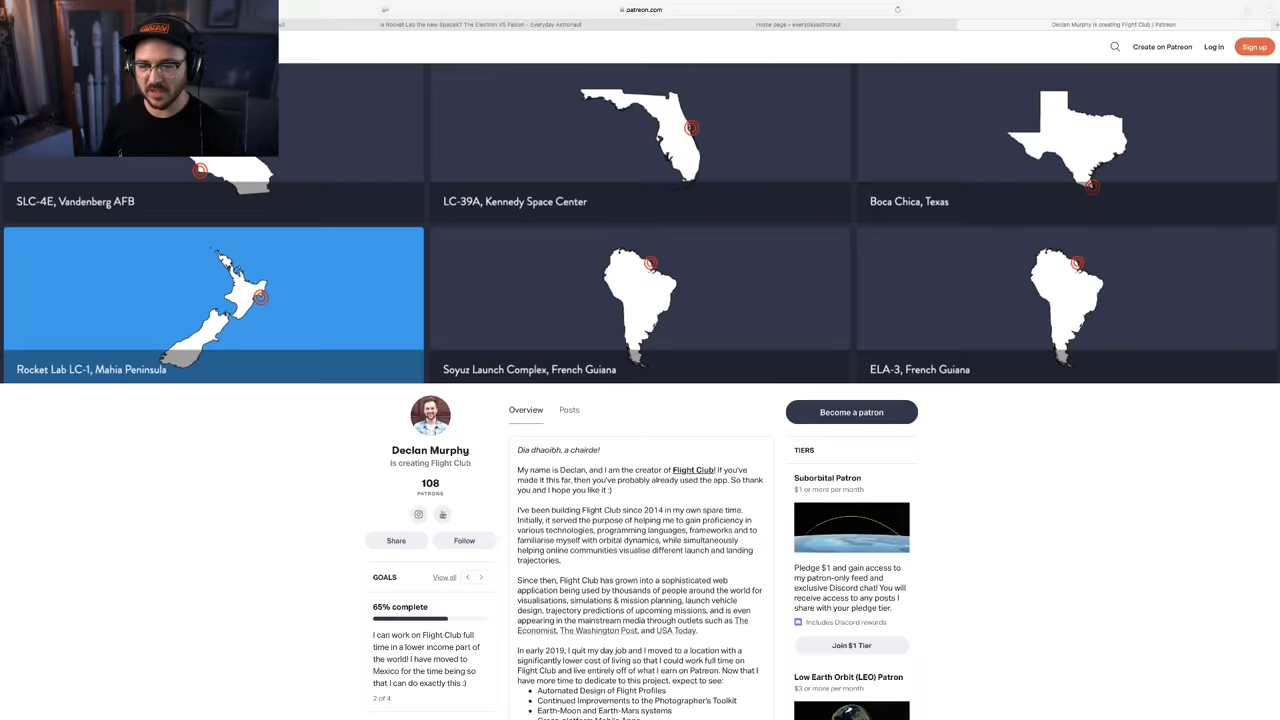 patreon.com
Is Rocket Lab the new SpaceX? The Electron VS Falcon - Everyday Astronaut
Home page - everydayastronaut
Declan Murphy is creating Flight Club | Patreon
Create on Patreon
Log in
Sign up
SLC-4E, Vandenberg AFB
LC-39A, Kennedy Space Center
Boca Chica, Texas
Rocket Lab LC-1, Mahia Peninsula
Soyuz Launch Complex, French Guiana
ELA-3, French Guiana
Declan Murphy
is creating Flight Club
108
PATRONS
Share
Follow
GOALS
View all
65% complete
I can work on Flight Club full
time in a lower income part of
the world! I have moved to
Mexico for the time being so
that I can do exactly this :)
2 of 4
Overview
Posts
Dia dhaoibh, a chairde!
My name is Declan, and I am the creator of Flight Club! If you've
made it this far, then you've probably already used the app. So thank
you and I hope you like it :)
I've been building Flight Club since 2014 in my own spare time.
Initially, it served the purpose of helping me to gain proficiency in
various technologies, programming languages, frameworks and to
familiarise myself with orbital dynamics, while simultaneously
helping online communities visualise different launch and landing
trajectories.
Since then, Flight Club has grown into a sophisticated web
application being used by thousands of people around the world for
visualisations, simulations & mission planning, launch vehicle
design, trajectory predictions of upcoming missions, and is even
appearing in the mainstream media through outlets such as The
Economist, The Washington Post, and USA Today.
In early 2019, I quit my day job and I moved to a location with a
significantly lower cost of living so that I could work full time on
Flight Club and live entirely off of what I earn on Patreon. Now that I
have more time to dedicate to this project, expect to see:
• Automated Design of Flight Profiles
• Continued Improvements to the Photographer's Toolkit
• Earth-Moon and Earth-Mars systems
Become a patron
TIERS
Suborbital Patron
$1 or more per month
Pledge $1 and gain access to
my patron-only feed and
exclusive Discord chat! You will
receive access to any posts I
share with your pledge tier.
Includes Discord rewards
Join $1 Tier
Low Earth Orbit (LEO) Patron
$3 or more per month